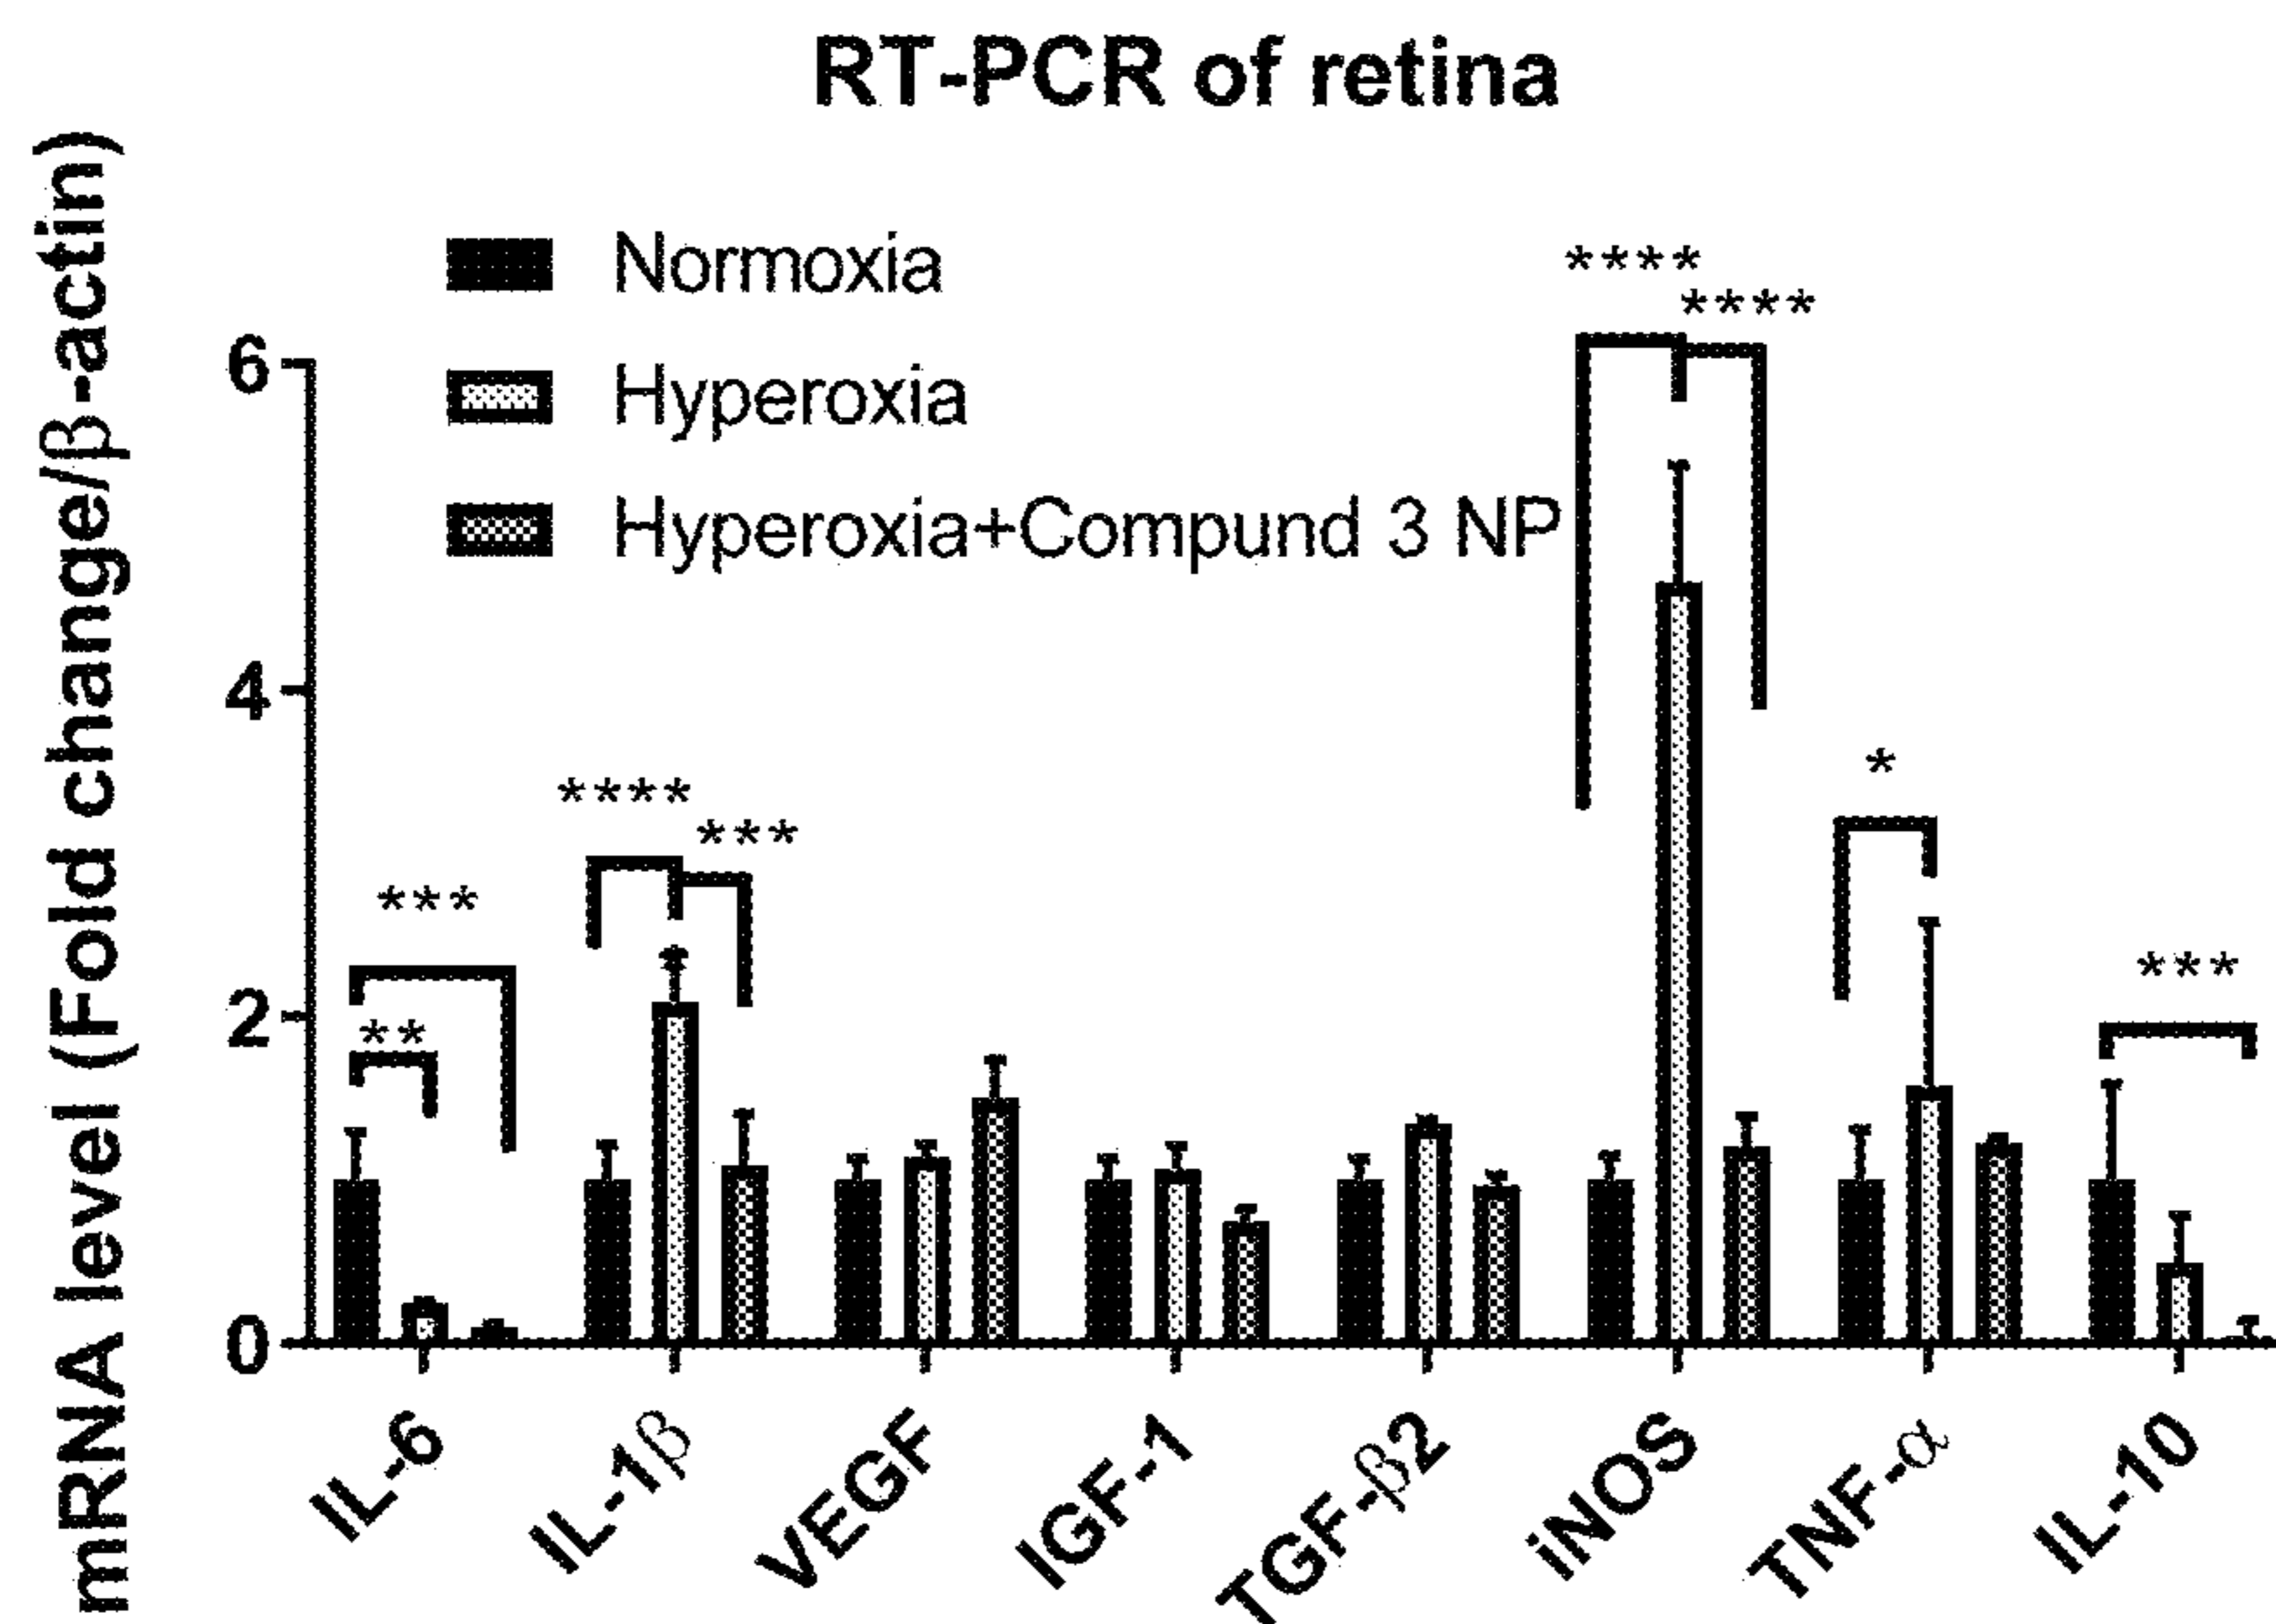 RT-PCR of retina
mRNA level (Fold change/β-actin)
Normoxia
Hyperoxia
Hyperoxia+Compund 3 NP
6
4
2
0
***
**
****
***
****
****
*
***
IL-6
IL-1β
VEGF
IGF-1
TGF-β2
iNOS
TNF-α
IL-10